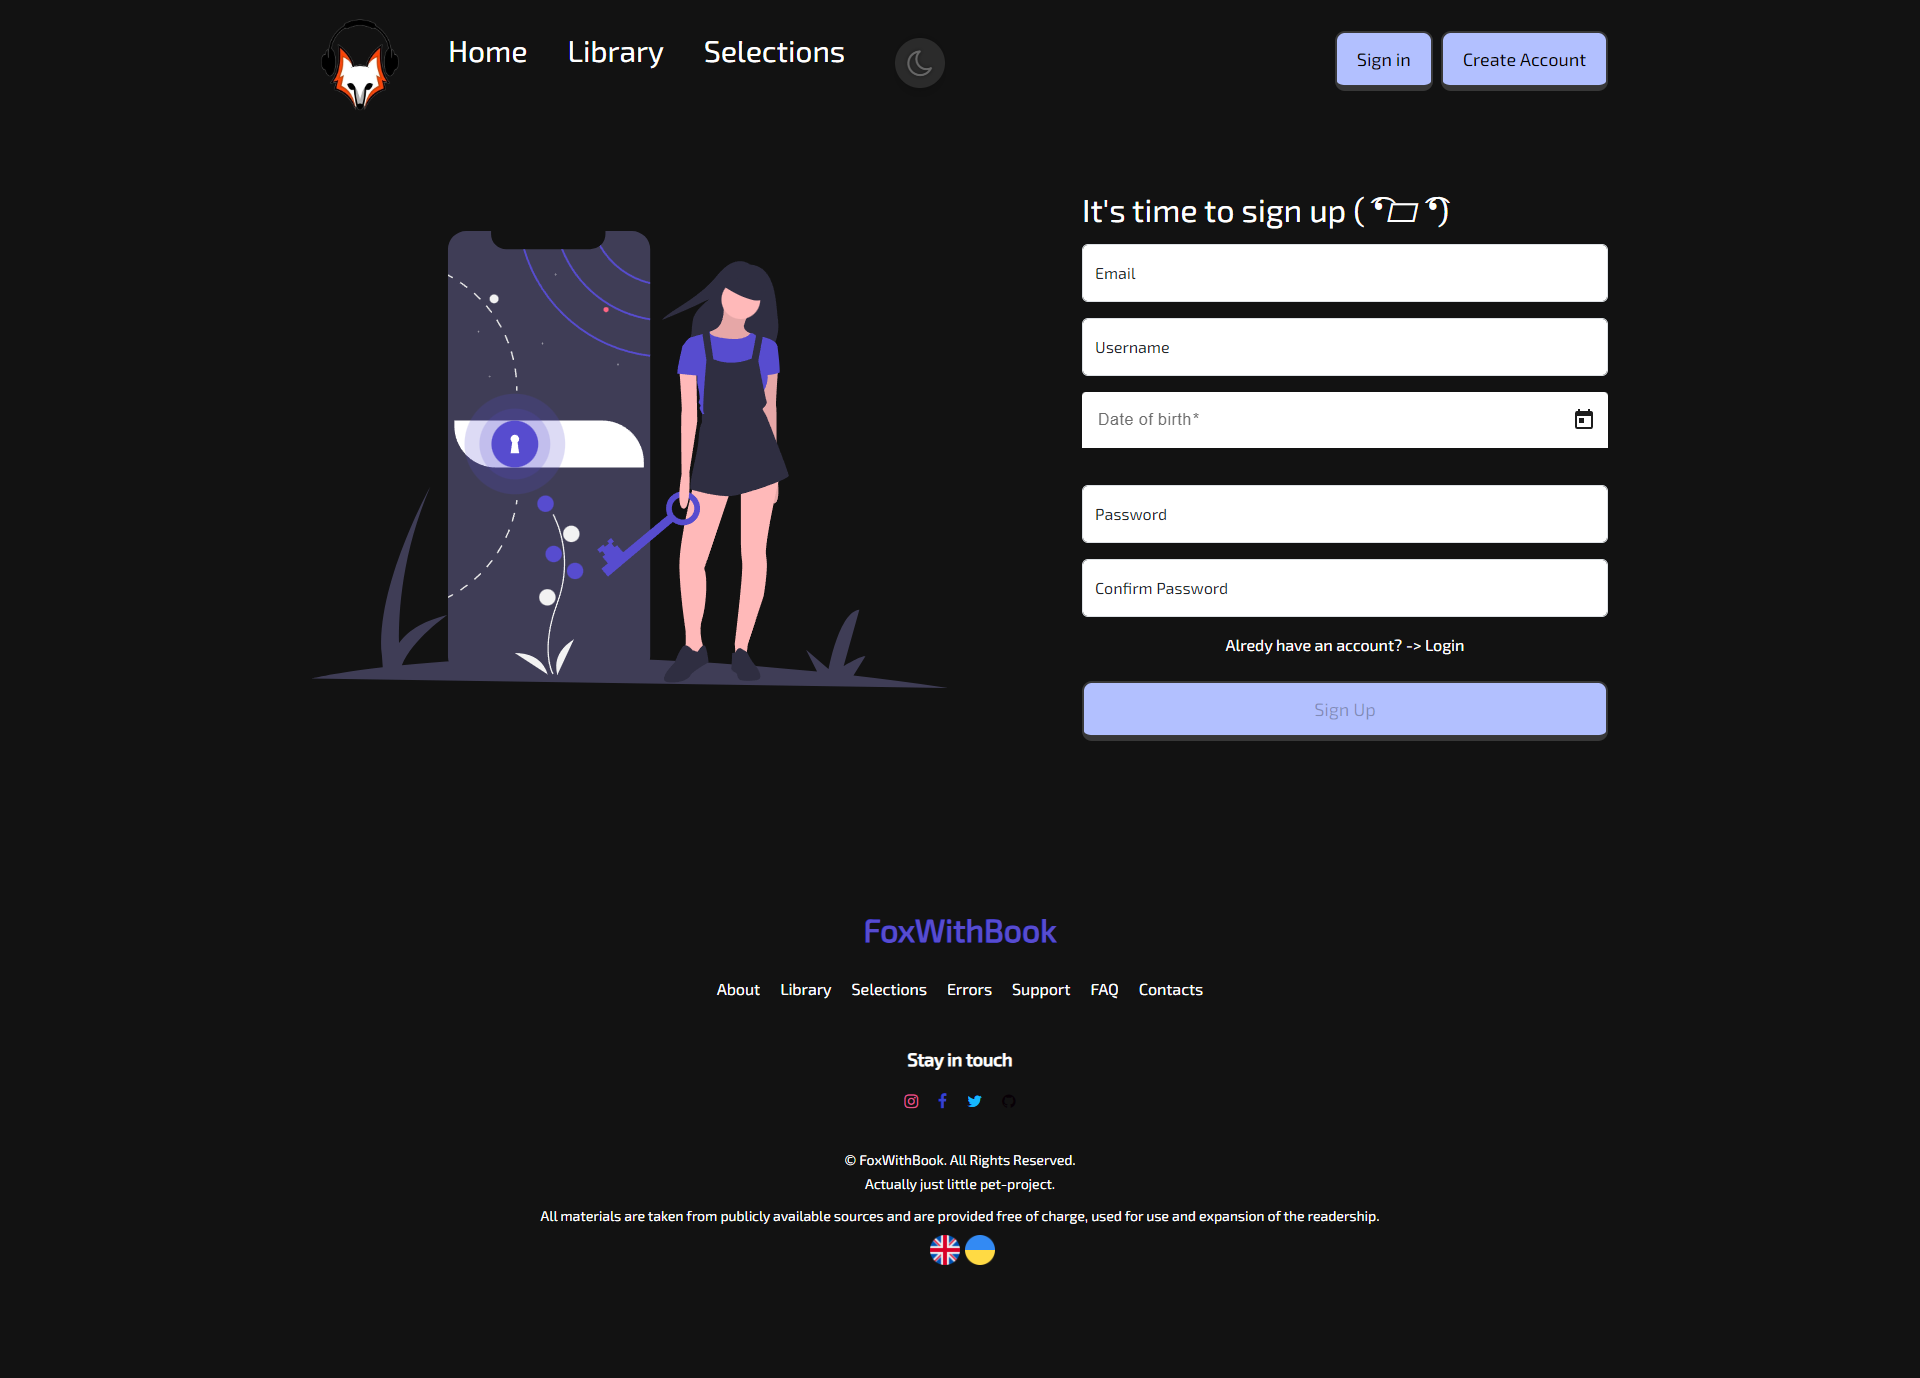 Home Library Selections
Sign in Create Account
It's time to sign up ( ͡° ͜ʖ ͡°)
Email
Username
Date of birth*
Password
Confirm Password
Alredy have an account? -> Login
Sign Up
FoxWithBook
About Library Selections Errors Support FAQ Contacts
Stay in touch
© FoxWithBook. All Rights Reserved.
Actually just little pet-project.
All materials are taken from publicly available sources and are provided free of charge, used for use and expansion of the readership.